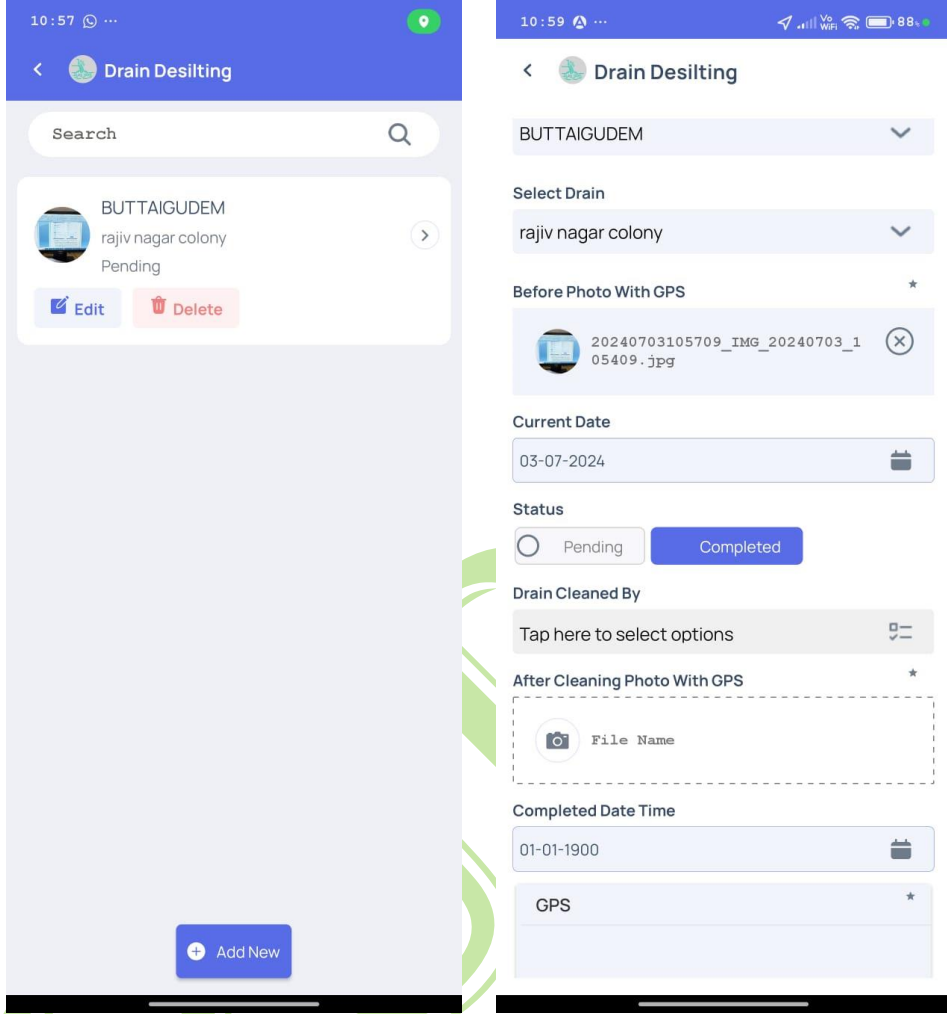 10:57 ...
Drain Desilting
Search
BUTTAIGUDEM
rajiv nagar colony
Pending
Edit
Delete
Add New
10:59 ...
Vo
WiFi
88%
Drain Desilting
BUTTAIGUDEM
Select Drain
rajiv nagar colony
Before Photo With GPS *
20240703105709_IMG_20240703_1
05409.jpg
Current Date
03-07-2024
Status
Pending
Completed
Drain Cleaned By
Tap here to select options
After Cleaning Photo With GPS *
File Name
Completed Date Time
01-01-1900
GPS *